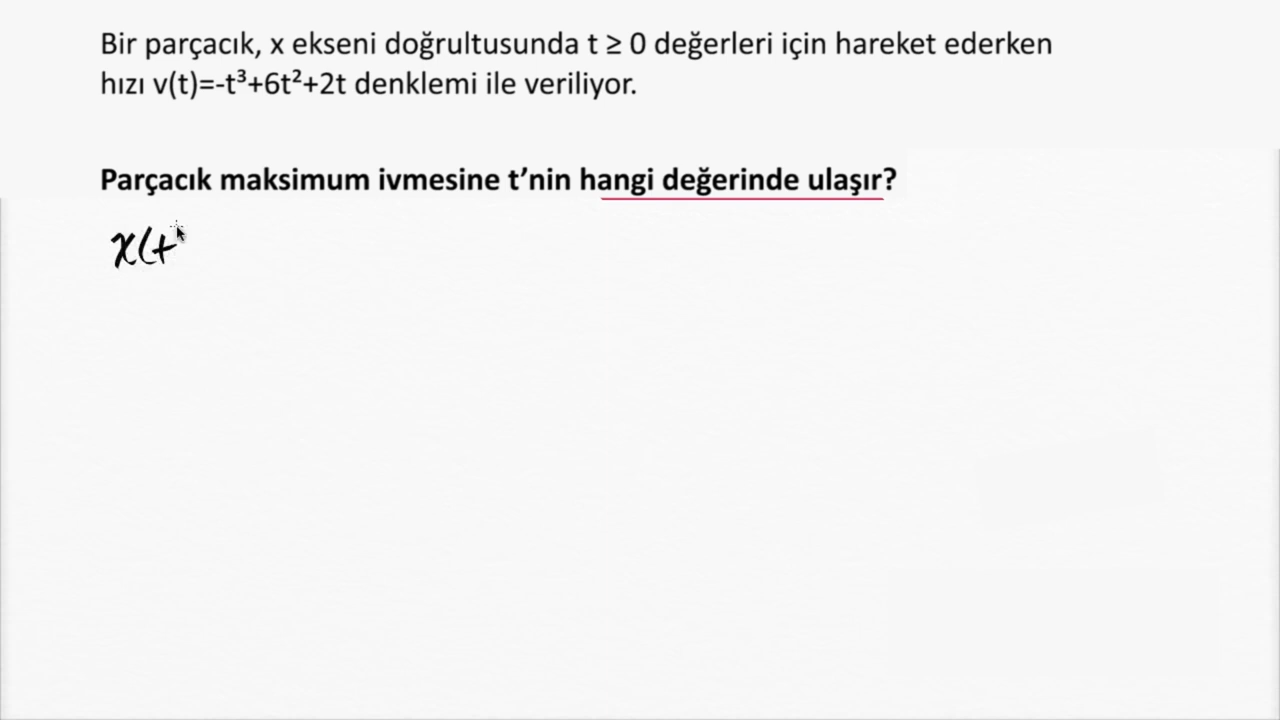 Bir parçacık, x ekseni doğrultusunda t ≥ 0 değerleri için hareket ederken
hızı v(t)=-t³+6t²+2t denklemi ile veriliyor.
Parçacık maksimum ivmesine t’nin hangi değerinde ulaşır?
x(t